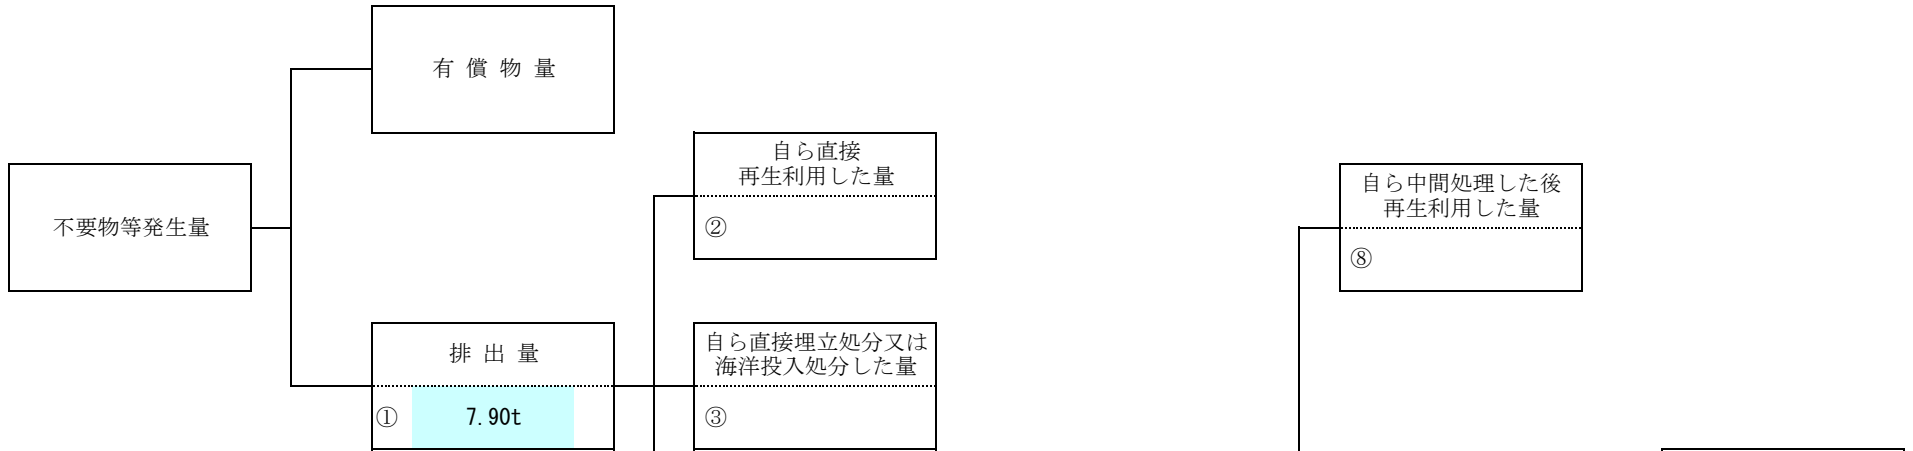 有 償 物 量
自ら直接
再生利用した量
②
不要物等発生量
自ら中間処理した後
再生利用した量
⑧
排 出 量
① 7.90t
自ら直接埋立処分又は
海洋投入処分した量
③